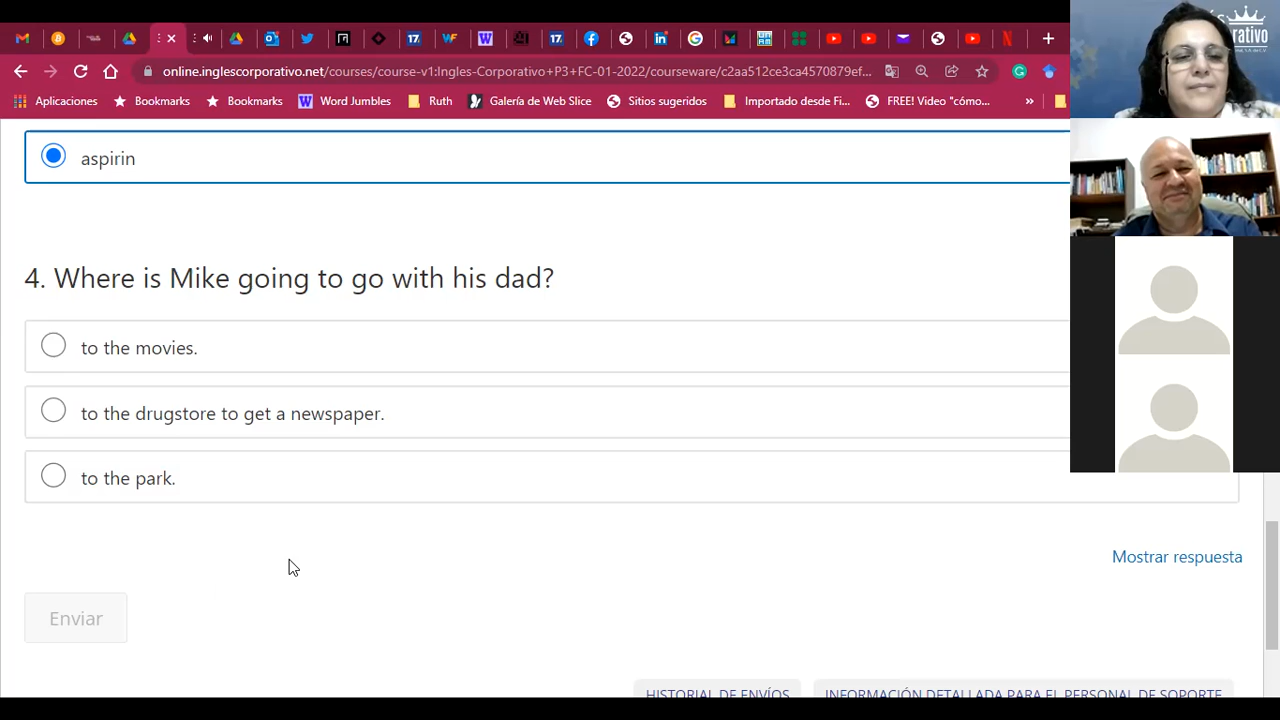 online.inglescorporativo.net/courses/course-v1:Ingles-Corporativo+P3+FC-01-2022/courseware/c2aa512ce3ca4570879ef...
Aplicaciones Bookmarks Bookmarks Word Jumbles Ruth Galería de Web Slice Sitios sugeridos Importado desde Fi... FREE! Video "cómo... »
aspirin
4. Where is Mike going to go with his dad?
to the movies.
to the drugstore to get a newspaper.
to the park.
Mostrar respuesta
Enviar
HISTORIAL DE ENVÍOS INFORMACIÓN DETALLADA PARA EL PERSONAL DE SOPORTE